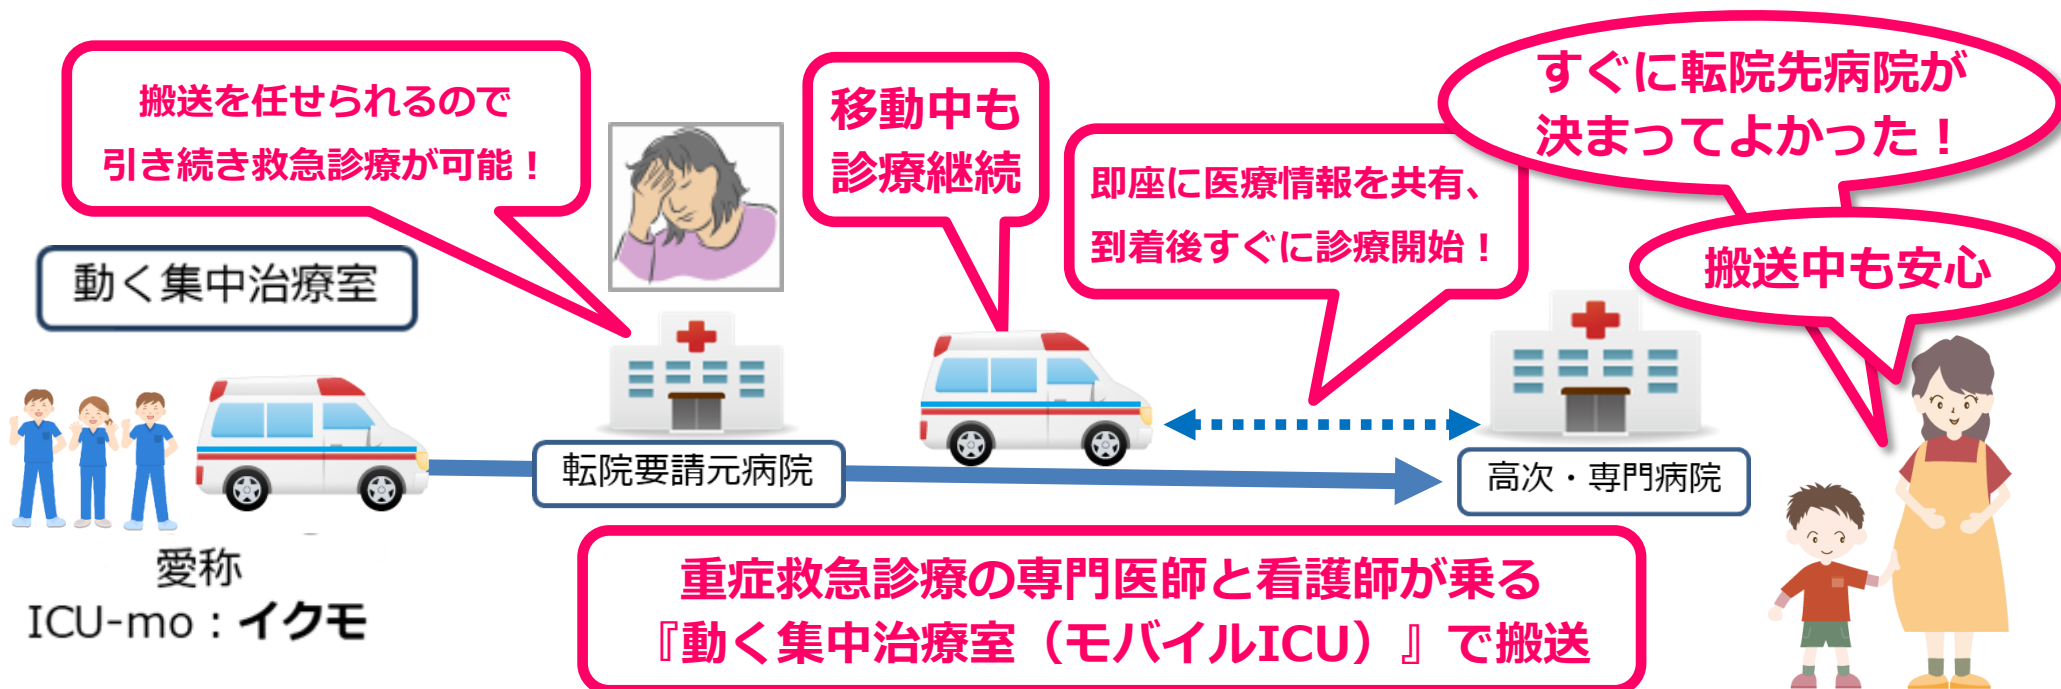 搬送を任せられるので
引き続き救急診療が可能！
移動中も
診療継続
即座に医療情報を共有、
到着後すぐに診療開始！
すぐに転院先病院が
決まってよかった！
搬送中も安心
動く集中治療室
転院要請元病院
高次・専門病院
愛称
ICU-mo：イクモ
重症救急診療の専門医師と看護師が乗る
『動く集中治療室（モバイルICU）』で搬送